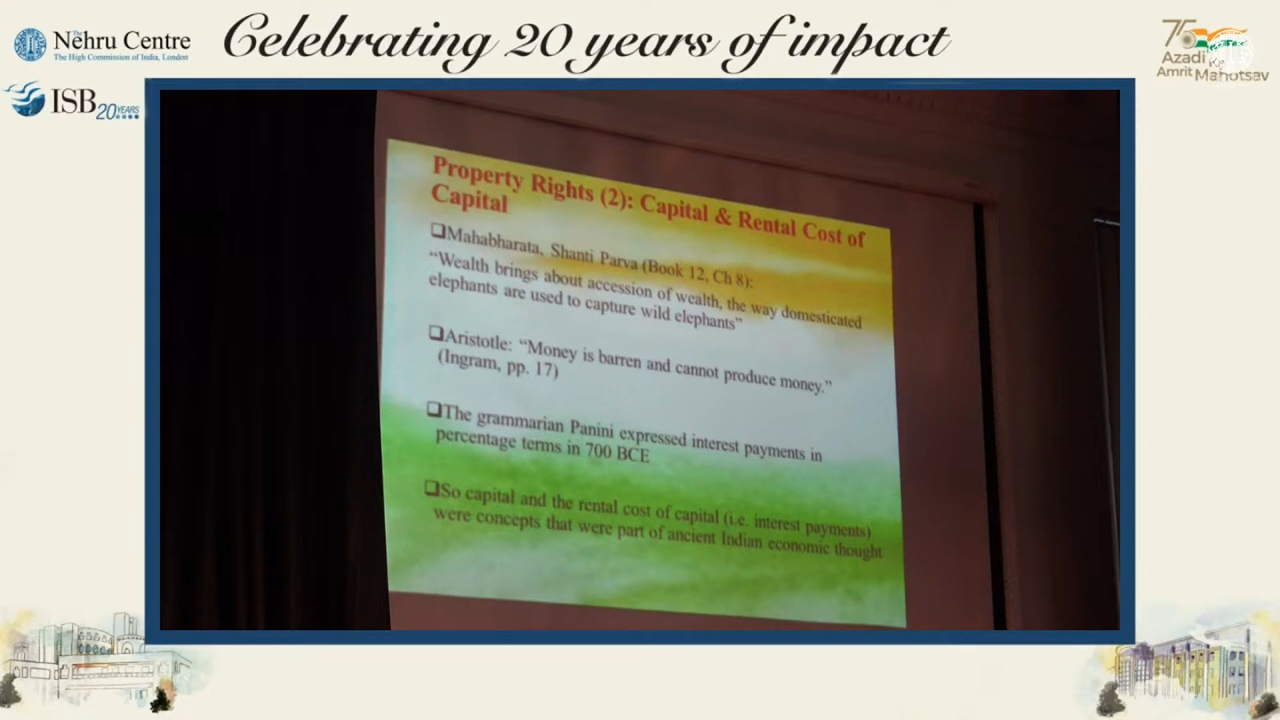 The
Nehru Centre
The High Commission of India, London
ISB 20 YEARS
Celebrating 20 years of impact
75
Azadi Ka
Amrit Mahotsav
Property Rights (2): Capital & Rental Cost of
Capital
❑Mahabharata, Shanti Parva (Book 12, Ch 8):
“Wealth brings about accession of wealth, the way domesticated
elephants are used to capture wild elephants”
❑Aristotle: “Money is barren and cannot produce money.”
(Ingram, pp. 17)
❑The grammarian Panini expressed interest payments in
percentage terms in 700 BCE
❑So capital and the rental cost of capital (i.e. interest payments)
were concepts that were part of ancient Indian economic thought